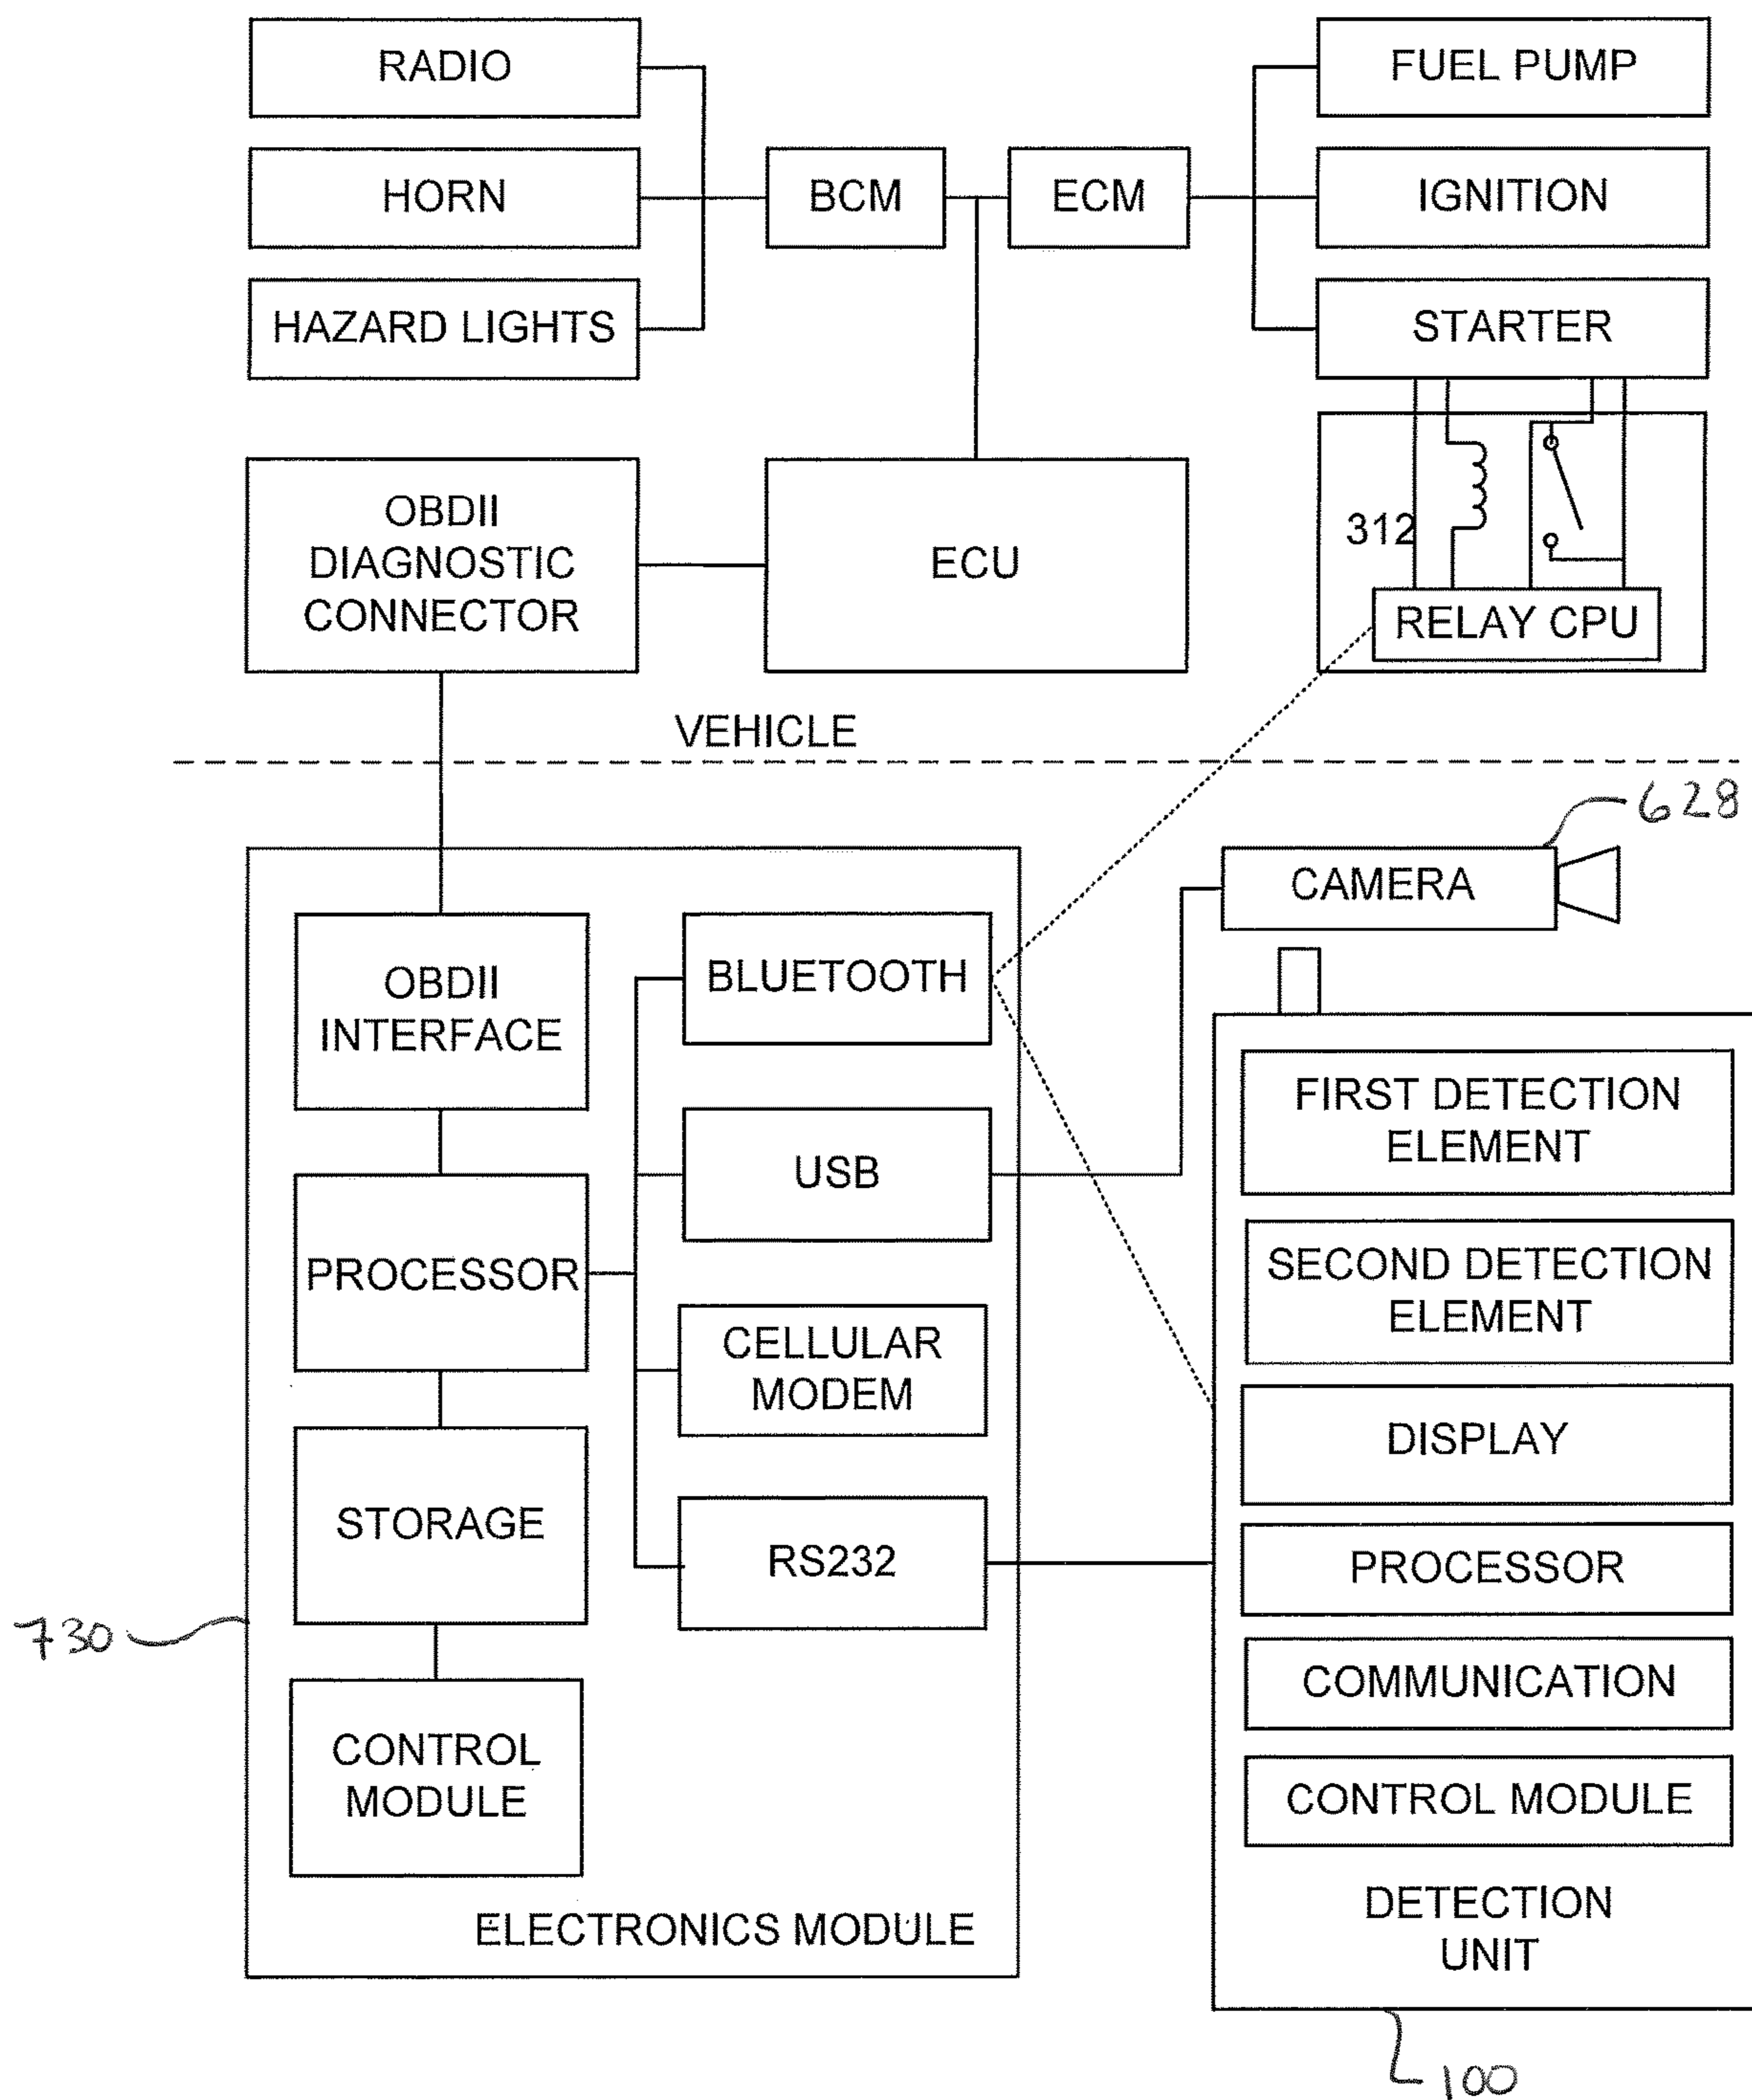 RADIO
HORN
HAZARD LIGHTS
BCM
ECM
FUEL PUMP
IGNITION
STARTER
OBDII
DIAGNOSTIC
CONNECTOR
ECU
312
RELAY CPU
VEHICLE
628
CAMERA
OBDII
INTERFACE
PROCESSOR
STORAGE
CONTROL
MODULE
BLUETOOTH
USB
CELLULAR
MODEM
RS232
ELECTRONICS MODULE
730
FIRST DETECTION
ELEMENT
SECOND DETECTION
ELEMENT
DISPLAY
PROCESSOR
COMMUNICATION
CONTROL MODULE
DETECTION
UNIT
100